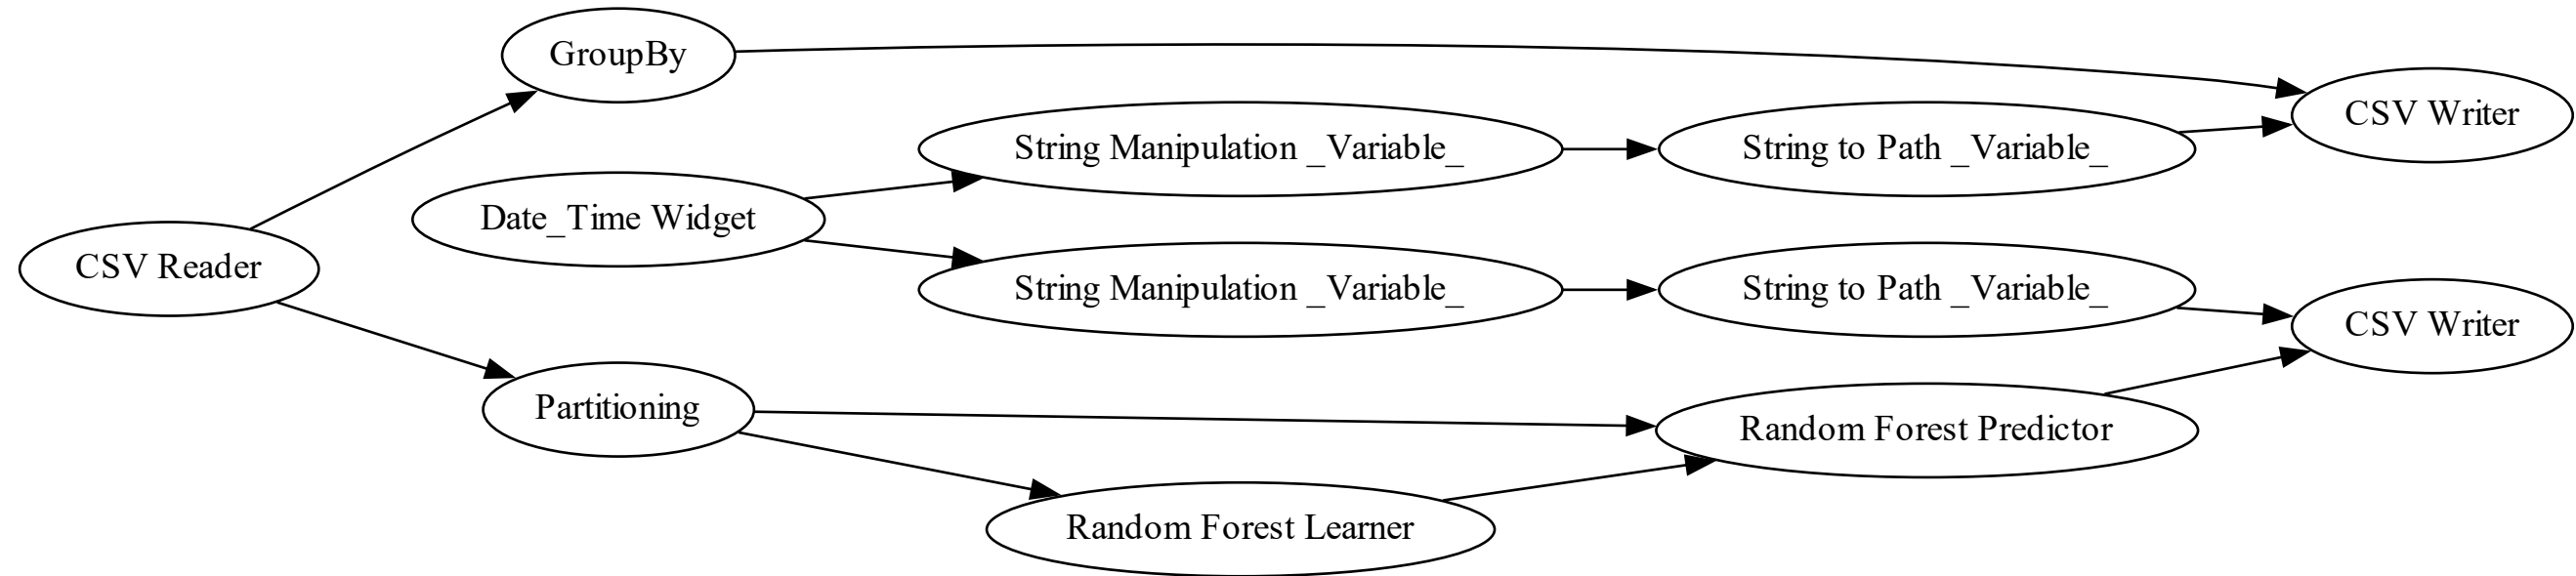 GroupBy
CSV Writer
String Manipulation _Variable_
String to Path _Variable_
Date_Time Widget
CSV Reader
String Manipulation _Variable_
String to Path _Variable_
CSV Writer
Partitioning
Random Forest Predictor
Random Forest Learner